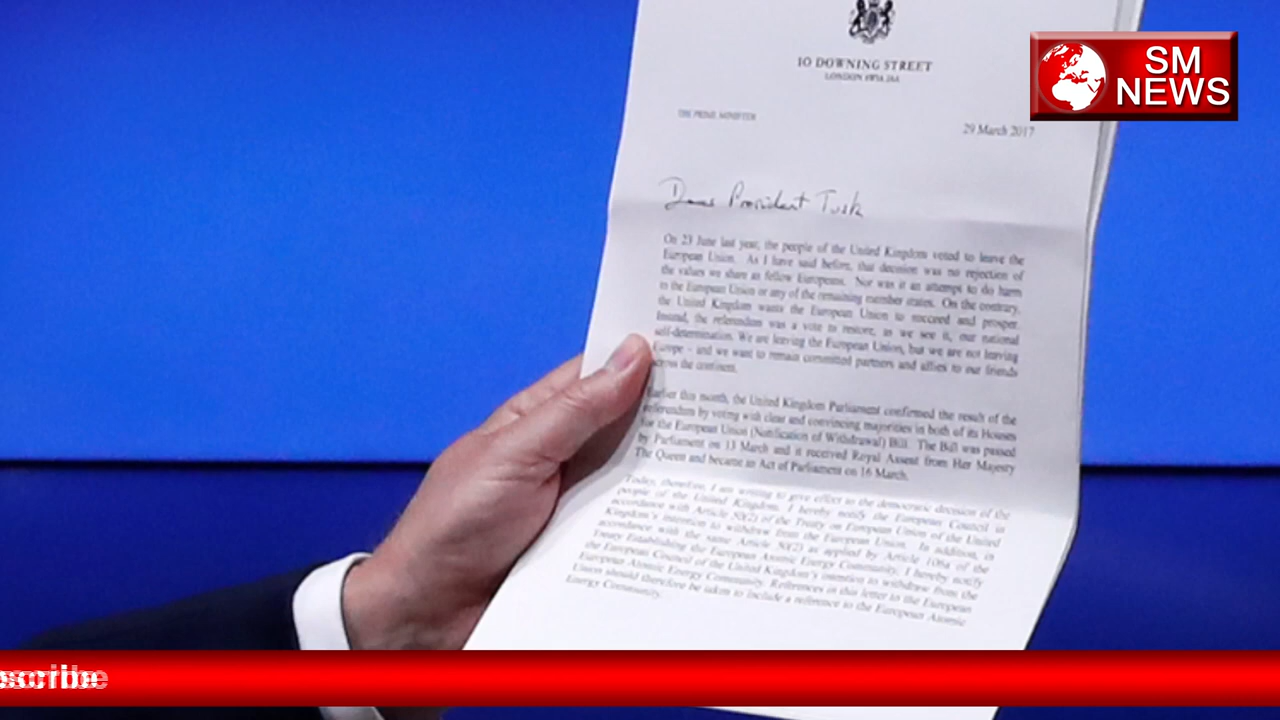 SM
NEWS
10 DOWNING STREET
LONDON SW1A 2AA
THE PRIME MINISTER
29 March 2017
Dear President Tusk
On 23 June last year, the people of the United Kingdom voted to leave the
European Union. As I have said before, that decision was no rejection of
the values we share as fellow Europeans. Nor was it an attempt to do harm
to the European Union or any of the remaining member states. On the contrary,
the United Kingdom wants the European Union to succeed and prosper.
Instead, the referendum was a vote to restore, as we see it, our national
self-determination. We are leaving the European Union, but we are not leaving
Europe – and we want to remain committed partners and allies to our friends
across the continent.
Earlier this month, the United Kingdom Parliament confirmed the result of the
referendum by voting with clear and convincing majorities in both of its Houses
for the European Union (Notification of Withdrawal) Bill. The Bill was passed
by Parliament on 13 March and it received Royal Assent from Her Majesty
The Queen and became an Act of Parliament on 16 March.
Today, therefore, I am writing to give effect to the democratic decision of the
people of the United Kingdom. I hereby notify the European Council in
accordance with Article 50(2) of the Treaty on European Union of the United
Kingdom's intention to withdraw from the European Union. In addition, in
accordance with the same Article 50(2) as applied by Article 106a of the
Treaty Establishing the European Atomic Energy Community, I hereby notify
the European Council of the United Kingdom's intention to withdraw from the
European Atomic Energy Community. References in this letter to the European
Union should therefore be taken to include a reference to the European Atomic
Energy Community.
scribe